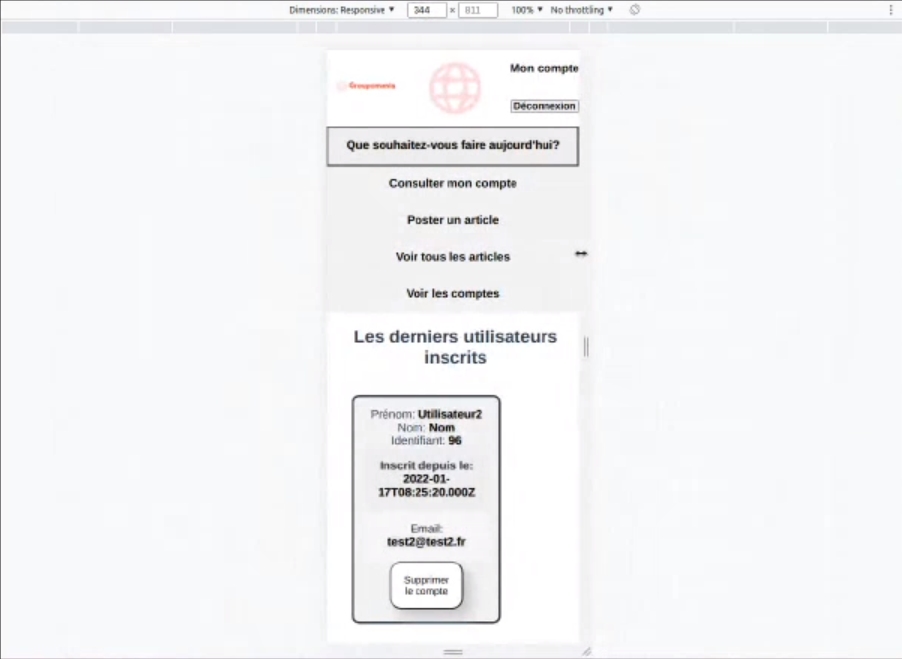 Dimensions: Responsive ▼ 344 × 811 100% ▼ No throttling ▼
Mon compte
Groupomania
Déconnexion
Que souhaitez-vous faire aujourd'hui?
Consulter mon compte
Poster un article
Voir tous les articles
Voir les comptes
Les derniers utilisateurs
inscrits
Prénom: Utilisateur2
Nom: Nom
Identifiant: 96
Inscrit depuis le:
2022-01-
17T08:25:20.000Z
Email:
test2@test2.fr
Supprimer
le compte